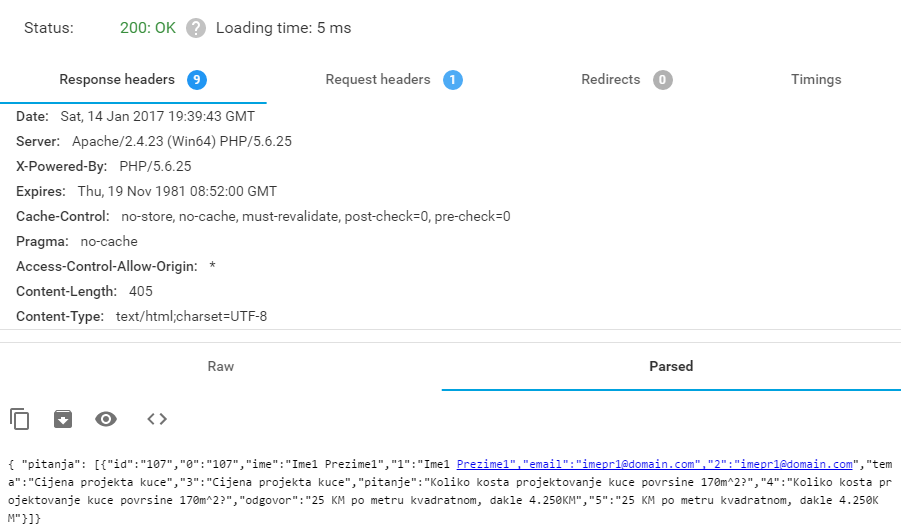 Status: 200: OK ? Loading time: 5 ms
Response headers 9 Request headers 1 Redirects 0 Timings
Date: Sat, 14 Jan 2017 19:39:43 GMT
Server: Apache/2.4.23 (Win64) PHP/5.6.25
X-Powered-By: PHP/5.6.25
Expires: Thu, 19 Nov 1981 08:52:00 GMT
Cache-Control: no-store, no-cache, must-revalidate, post-check=0, pre-check=0
Pragma: no-cache
Access-Control-Allow-Origin: *
Content-Length: 405
Content-Type: text/html;charset=UTF-8
Raw Parsed
{ "pitanja": [{"id":"107","0":"107","ime":"Ime1 Prezime1","1":"Ime1 Prezime1","email":"imepr1@domain.com","2":"imepr1@domain.com","tem
a":"Cijena projekta kuce","3":"Cijena projekta kuce","pitanje":"Koliko kosta projektovanje kuce povrsine 170m^2?","4":"Koliko kosta pr
ojektovanje kuce povrsine 170m^2?","odgovor":"25 KM po metru kvadratnom, dakle 4.250KM","5":"25 KM po metru kvadratnom, dakle 4.250K
M"}]}